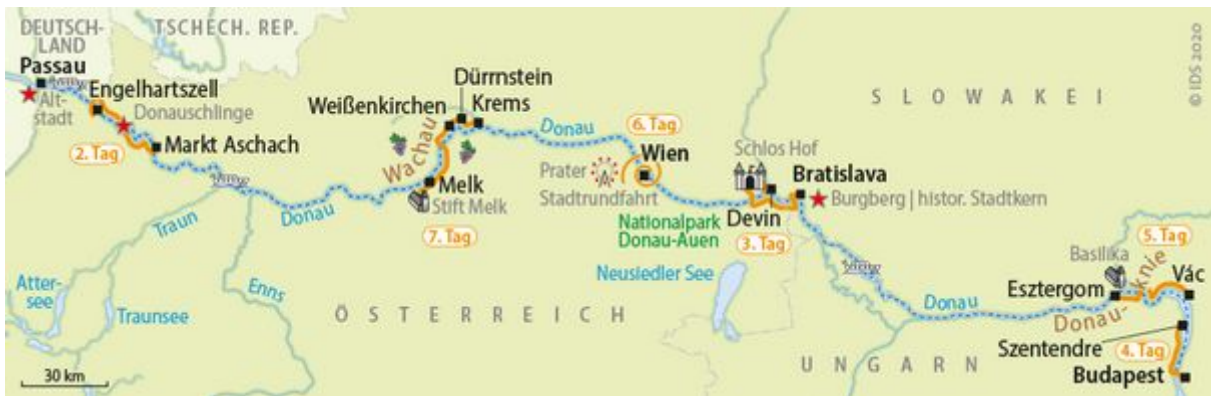 DEUTSCH-
LAND
TSCHECH. REP.
Passau
Alt-
stadt
Engelhartszell
Donauschlinge
2. Tag
Markt Aschach
Traun
Atter-
see
Traunsee
Enns
Donau
Weißenkirchen
Dürrnstein
Krems
Wachau
Melk
Stift Melk
7. Tag
Donau
6. Tag
Wien
Prater
Stadtrundfahrt
Nationalpark
Donau-Auen
Neusiedler See
Schlos Hof
Devin
3. Tag
Bratislava
Burgberg | histor. Stadtkern
SLOWAKEI
ÖSTERREICH
UNGARN
Donau
Basilika
Esztergom
Donau-
knie
5. Tag
Vác
Szentendre
4. Tag
Budapest
30 km
© IDS 2020